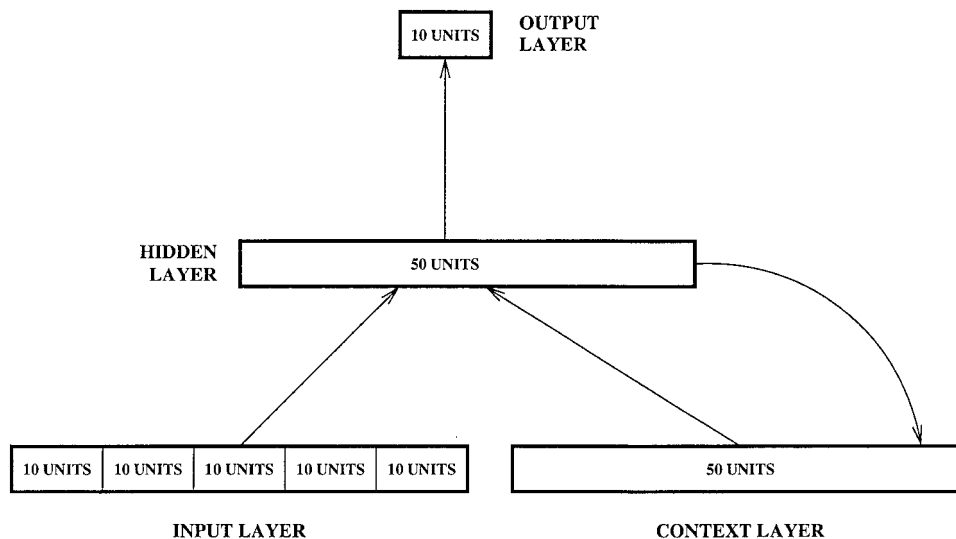 10 UNITS
OUTPUT
LAYER
HIDDEN
LAYER
50 UNITS
10 UNITS 10 UNITS 10 UNITS 10 UNITS 10 UNITS
50 UNITS
INPUT LAYER
CONTEXT LAYER